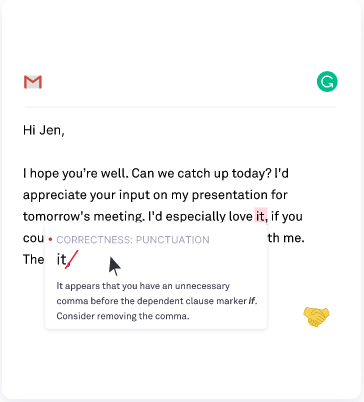 Hi Jen,
I hope you're well. Can we catch up today? I'd
appreciate your input on my presentation for
tomorrow's meeting. I'd especially love it, if you
cou
th me.
The
• CORRECTNESS: PUNCTUATION
it,
It appears that you have an unnecessary
comma before the dependent clause marker if.
Consider removing the comma.